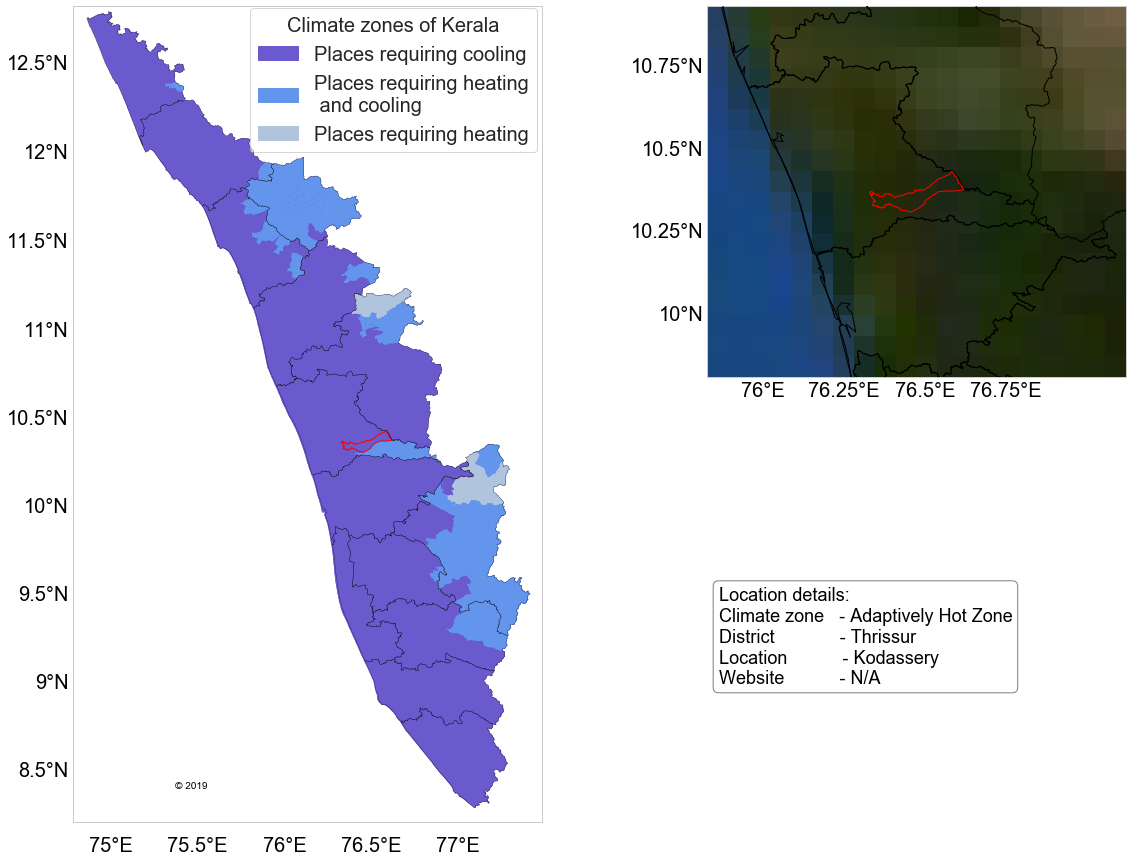 Climate zones of Kerala
Places requiring cooling
Places requiring heating
and cooling
Places requiring heating
12.5°N
12°N
11.5°N
11°N
10.5°N
10°N
9.5°N
9°N
8.5°N
© 2019
75°E 75.5°E 76°E 76.5°E 77°E
10.75°N
10.5°N
10.25°N
10°N
76°E 76.25°E 76.5°E 76.75°E
Location details:
Climate zone - Adaptively Hot Zone
District - Thrissur
Location - Kodassery
Website - N/A